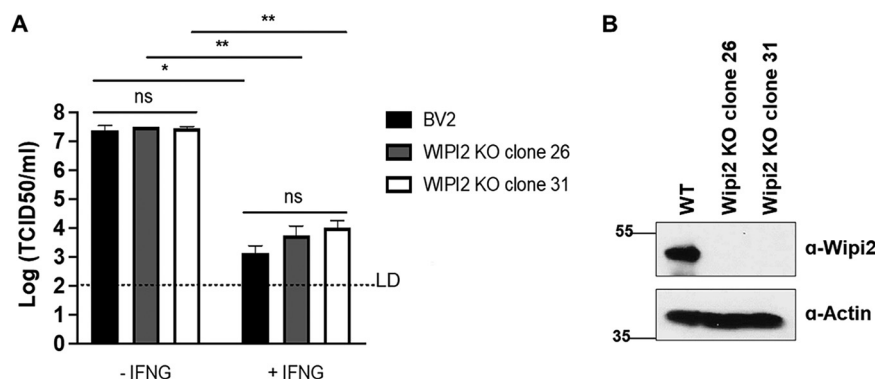 A
**
**
*
ns
ns
Log (TCID50/ml)
8
7
6
5
4
3
2
1
0
LD
- IFNG
+ IFNG
BV2
WIPI2 KO clone 26
WIPI2 KO clone 31
B
WT
Wipi2 KO clone 26
Wipi2 KO clone 31
55
α-Wipi2
α-Actin
35